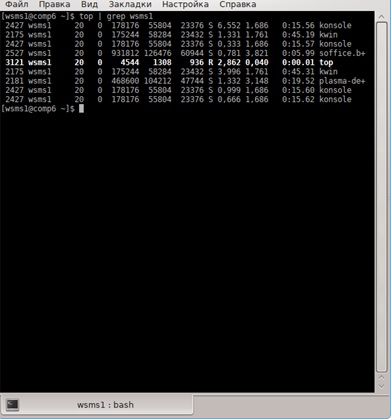 Файл Правка Вид Закладки Настройка Справка
[wsms1@comp6 ~]$ top | grep wsms1
2427 wsms1 20 0 178176 55804 23376 S 6,552 1,686 0:15.56 konsole
2175 wsms1 20 0 175244 58284 23432 S 1,331 1,761 0:45.19 kwin
2427 wsms1 20 0 178176 55804 23376 S 0,333 1,686 0:15.57 konsole
2527 wsms1 20 0 931812 126476 60944 S 0,781 3,821 0:05.99 soffice.b+
3121 wsms1 20 0 4544 1308 936 R 2,862 0,040 0:00.01 top
2175 wsms1 20 0 175244 58284 23432 S 3,996 1,761 0:45.31 kwin
2181 wsms1 20 0 468600 104212 47744 S 1,332 3,148 0:19.52 plasma-de+
2427 wsms1 20 0 178176 55804 23376 S 0,999 1,686 0:15.60 konsole
2427 wsms1 20 0 178176 55804 23376 S 0,666 1,686 0:15.62 konsole
[wsms1@comp6 ~]$
wsms1 : bash